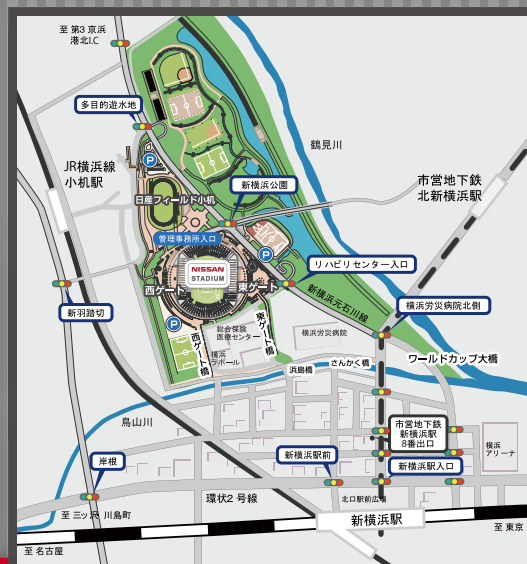 至 第3 京浜
港北I.C
多目的遊水地
鶴見川
JR横浜線
小机駅
P
市営地下鉄
北新横浜駅
新横浜公園
日産フィールド小机
管理事務所入口
P
リハビリセンター入口
NISSAN
STADIUM
西ゲート
東ゲート
新横浜元石川線
新羽踏切
横浜労災病院北側
P
総合保険
医療センター
横浜労災病院
東ゲート橋
西ゲート橋
横浜
ラポール
ワールドカップ大橋
さんかく橋
浜鳥橋
鳥山川
市営地下鉄
新横浜駅
8番出口
横浜
アリーナ
岸根
新横浜駅前
新横浜駅入口
環状2 号線
北口駅前広場
至 三ッ沢 川島町
新横浜駅
至 東京
至 名古屋